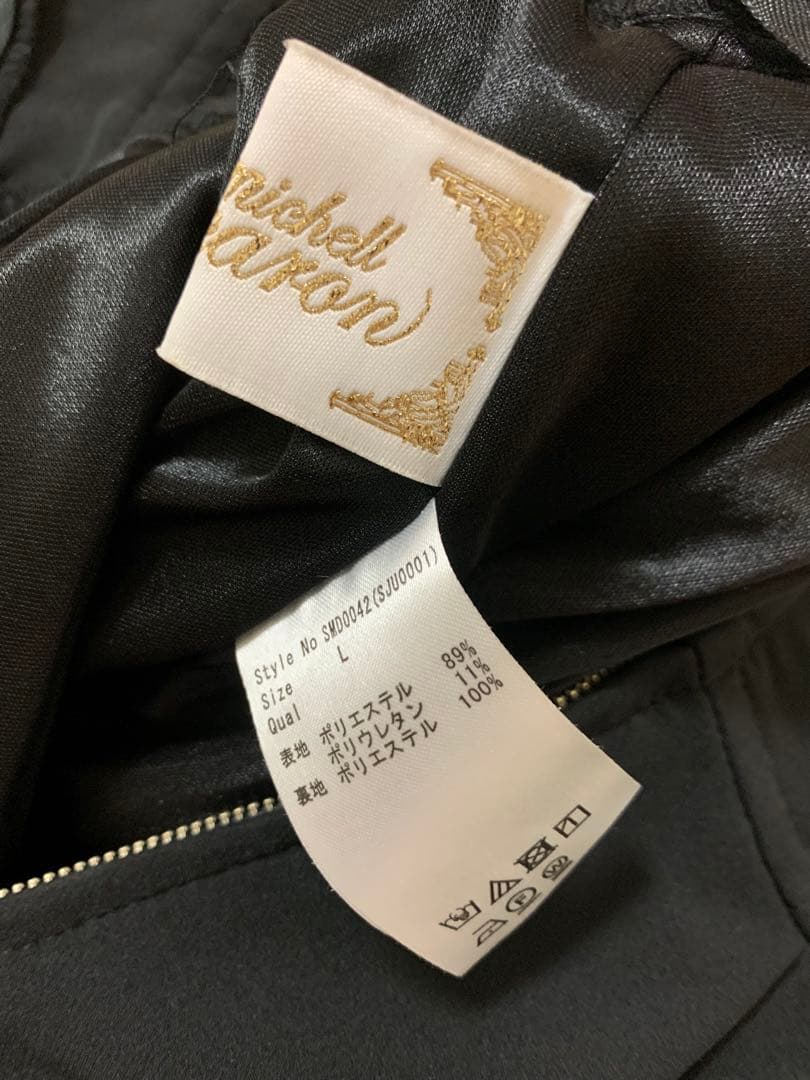 michell
aron
Style No SMD0042(SJU0001)
Size L
Qual
表地 ポリエステル 89%
ポリウレタン 11%
裏地 ポリエステル 100%